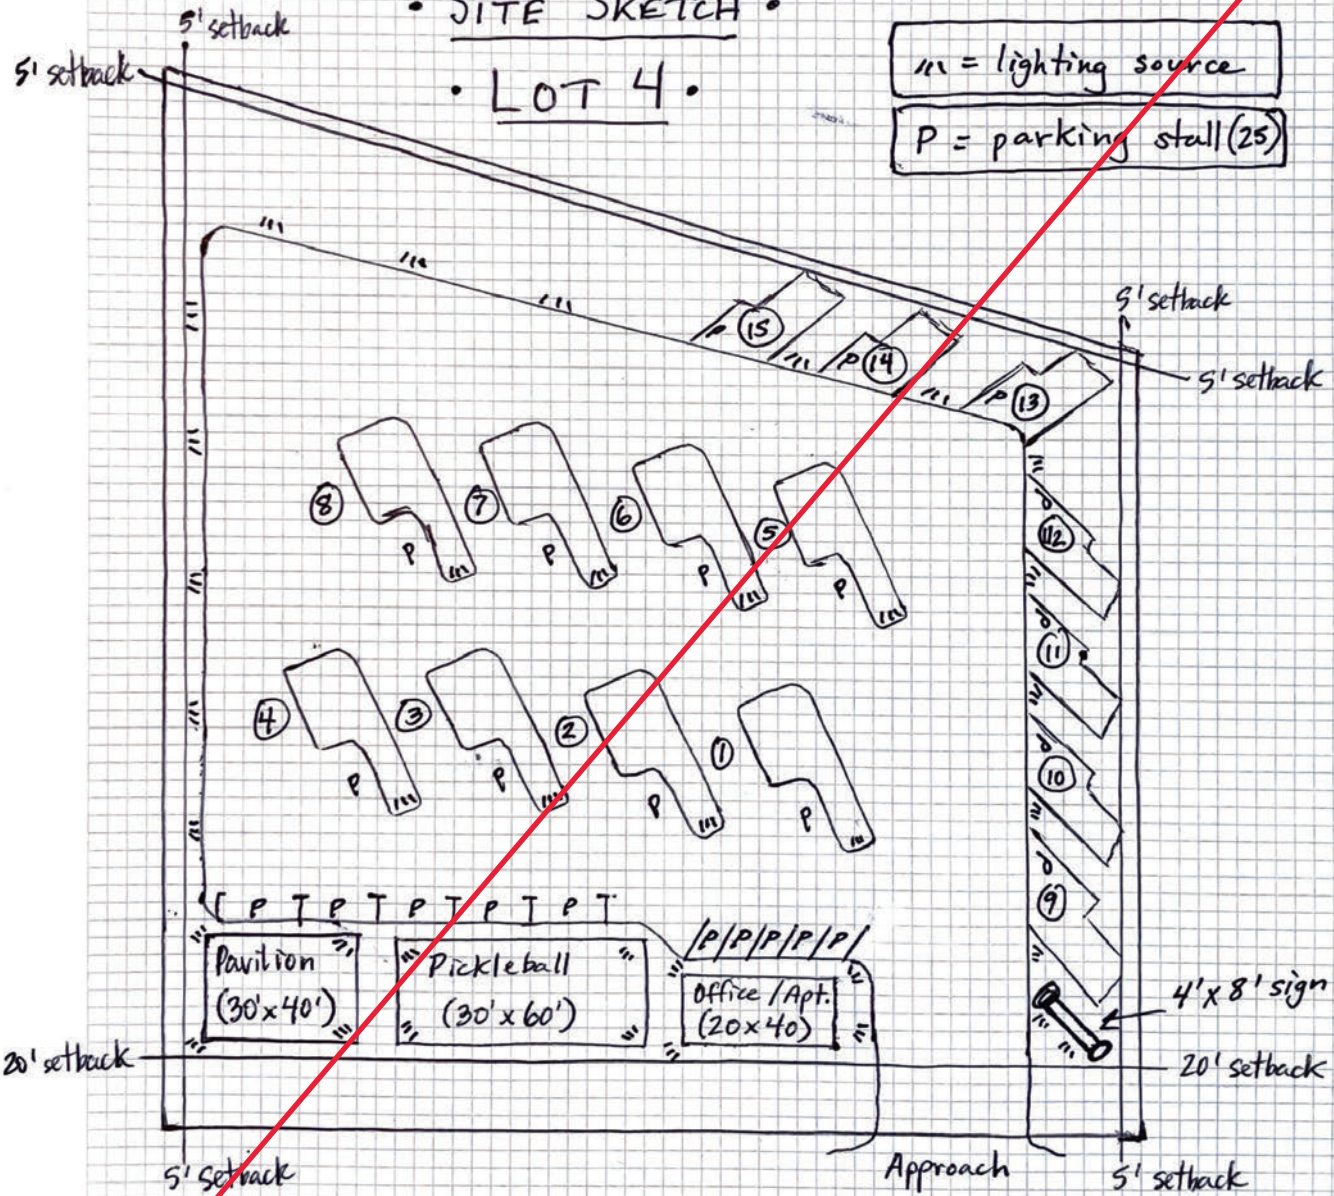 • SITE SKETCH •
• LOT 4 •
5' setback
5' setback
m = lighting source
P = parking stall (25)
5' setback
5' setback
P 15
P 14
P 13
8 7 6 5
P P P P
P 12
P 11
P 10
P 9
4 3 2 1
P P P P
P P P P P
P P P P P
Pavilion
(30'x40')
Pickleball
(30'x60')
Office / Apt.
(20x40)
4'x8' sign
20' setback
20' setback
5' setback
Approach
5' setback